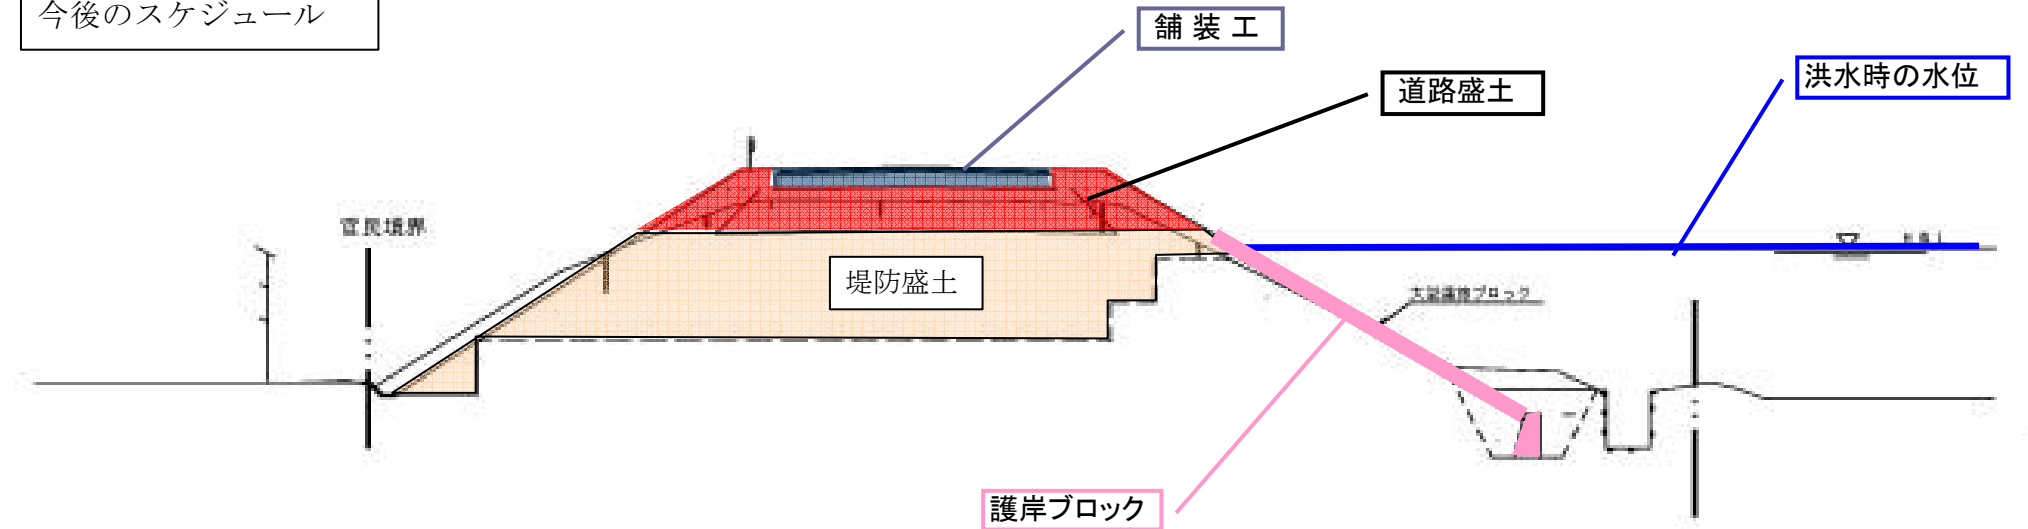 今後のスケジュール
舗 装 工
洪水時の水位
道路盛土
官民境界
堤防盛土
護岸ブロック